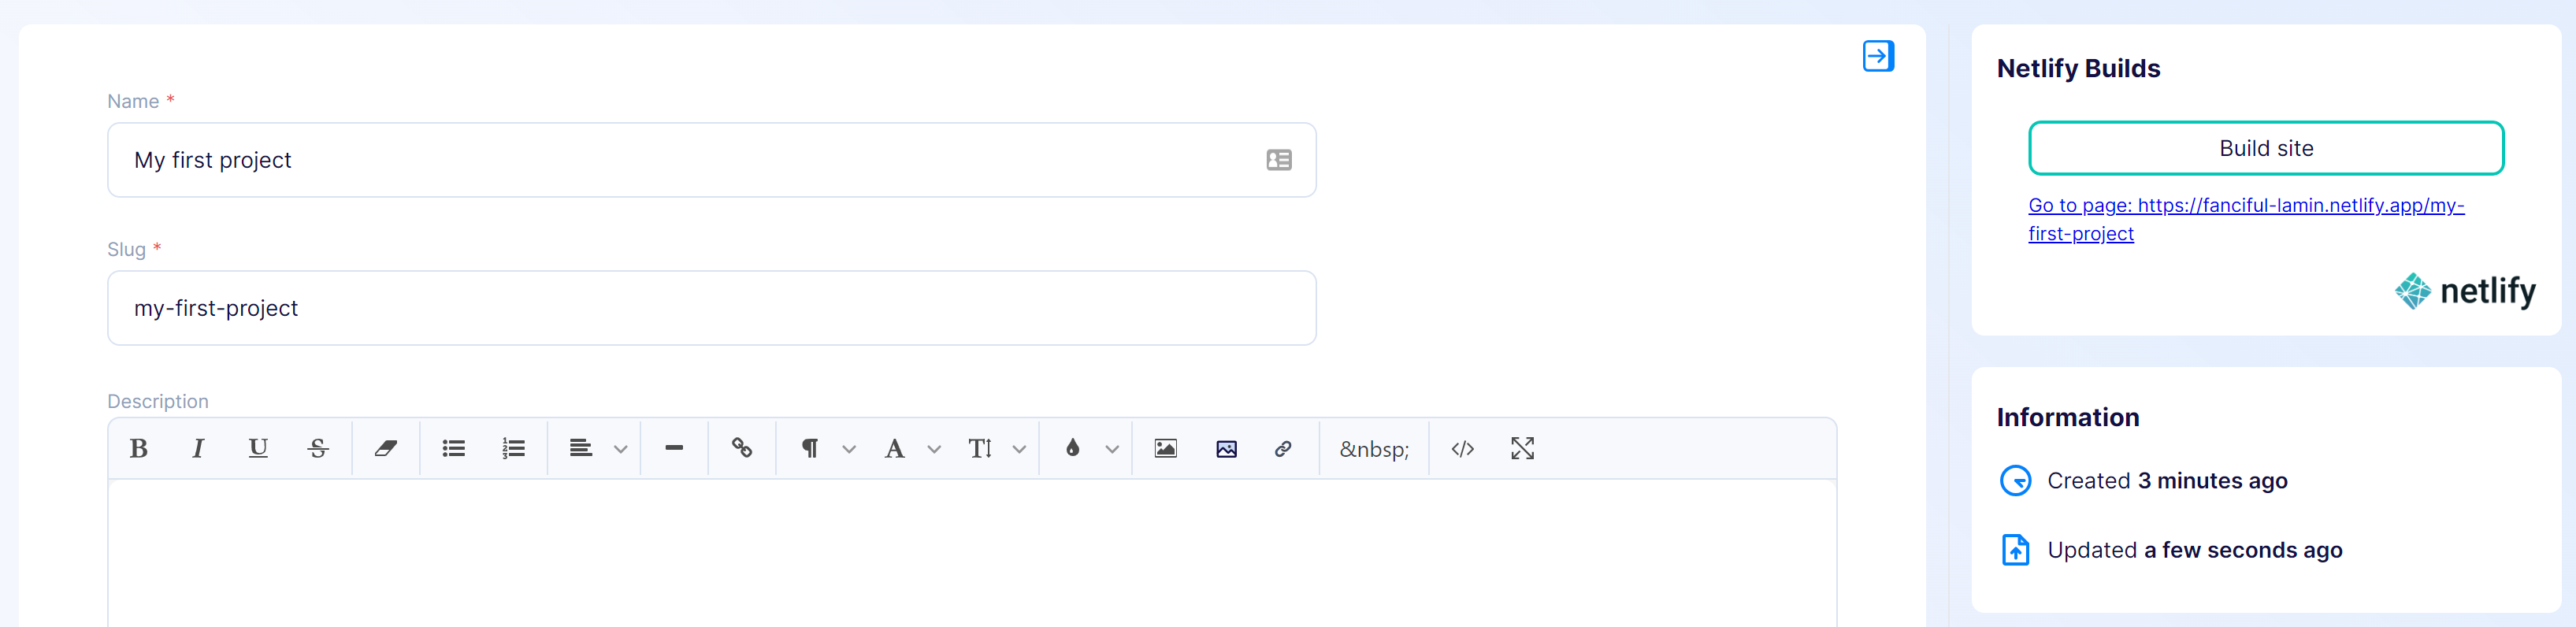 Name *
My first project
Slug *
my-first-project
Description
B I U S A T &nbsp; </>
Netlify Builds
Build site
Go to page: https://fanciful-lamin.netlify.app/my-
first-project
netlify
Information
Created 3 minutes ago
Updated a few seconds ago